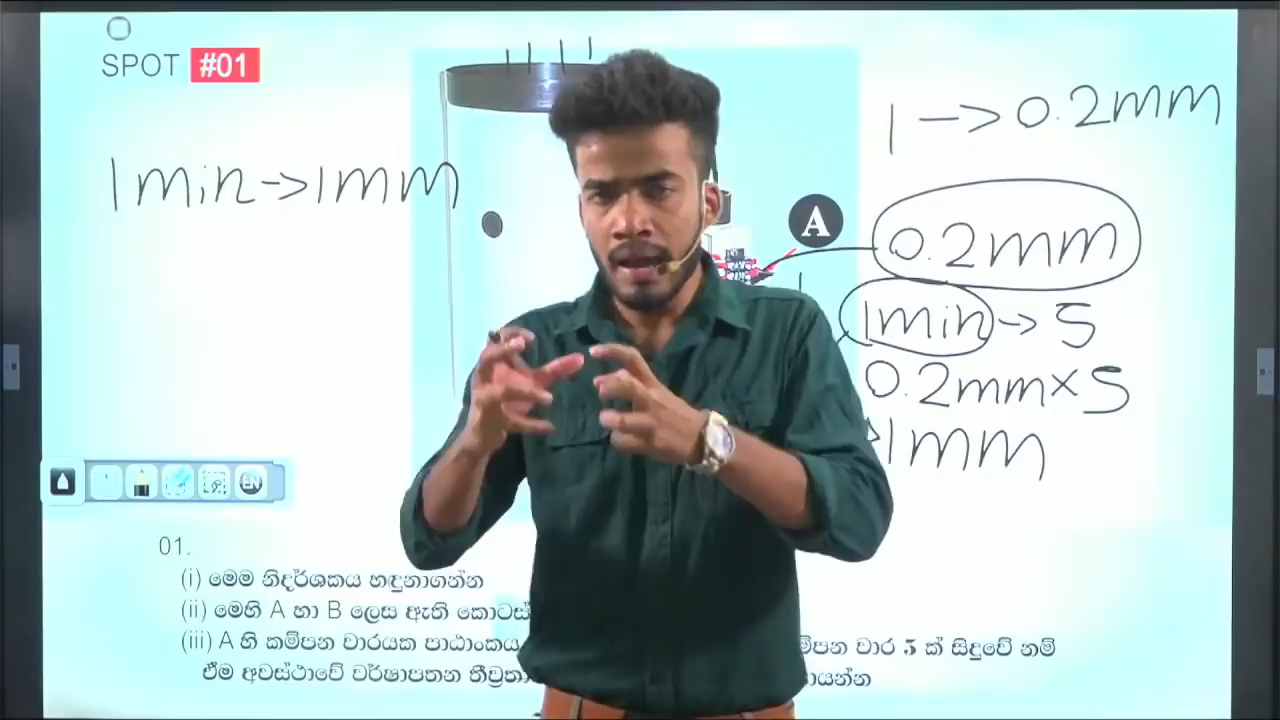 SPOT #01
1 → 0.2mm
1min → 1mm
A
0.2mm
1min → 5
0.2mm × 5
1mm
EN
01.
(i) මෙම නිදර්ශකය හඳුනාගන්න
(ii) මෙහි A හා B ලෙස ඇති කොටස්
(iii) A හි කම්පන වාරයක පාඨාංකය
ම්පන වාර 5 ක් සිදුවේ නම්
ඒම අවස්ථාවේ වර්ෂාපතන තීව්‍රතා
ායන්න